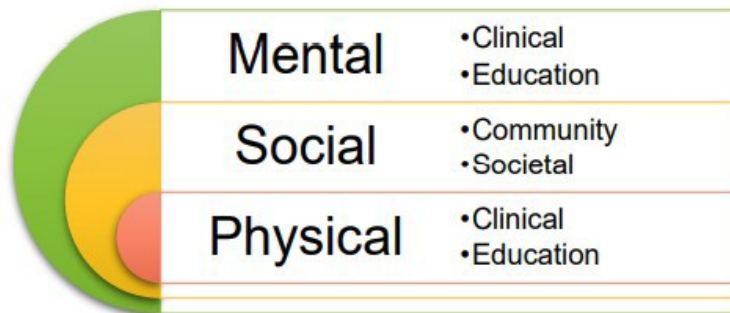 Mental
•Clinical
•Education
Social
•Community
•Societal
Physical
•Clinical
•Education